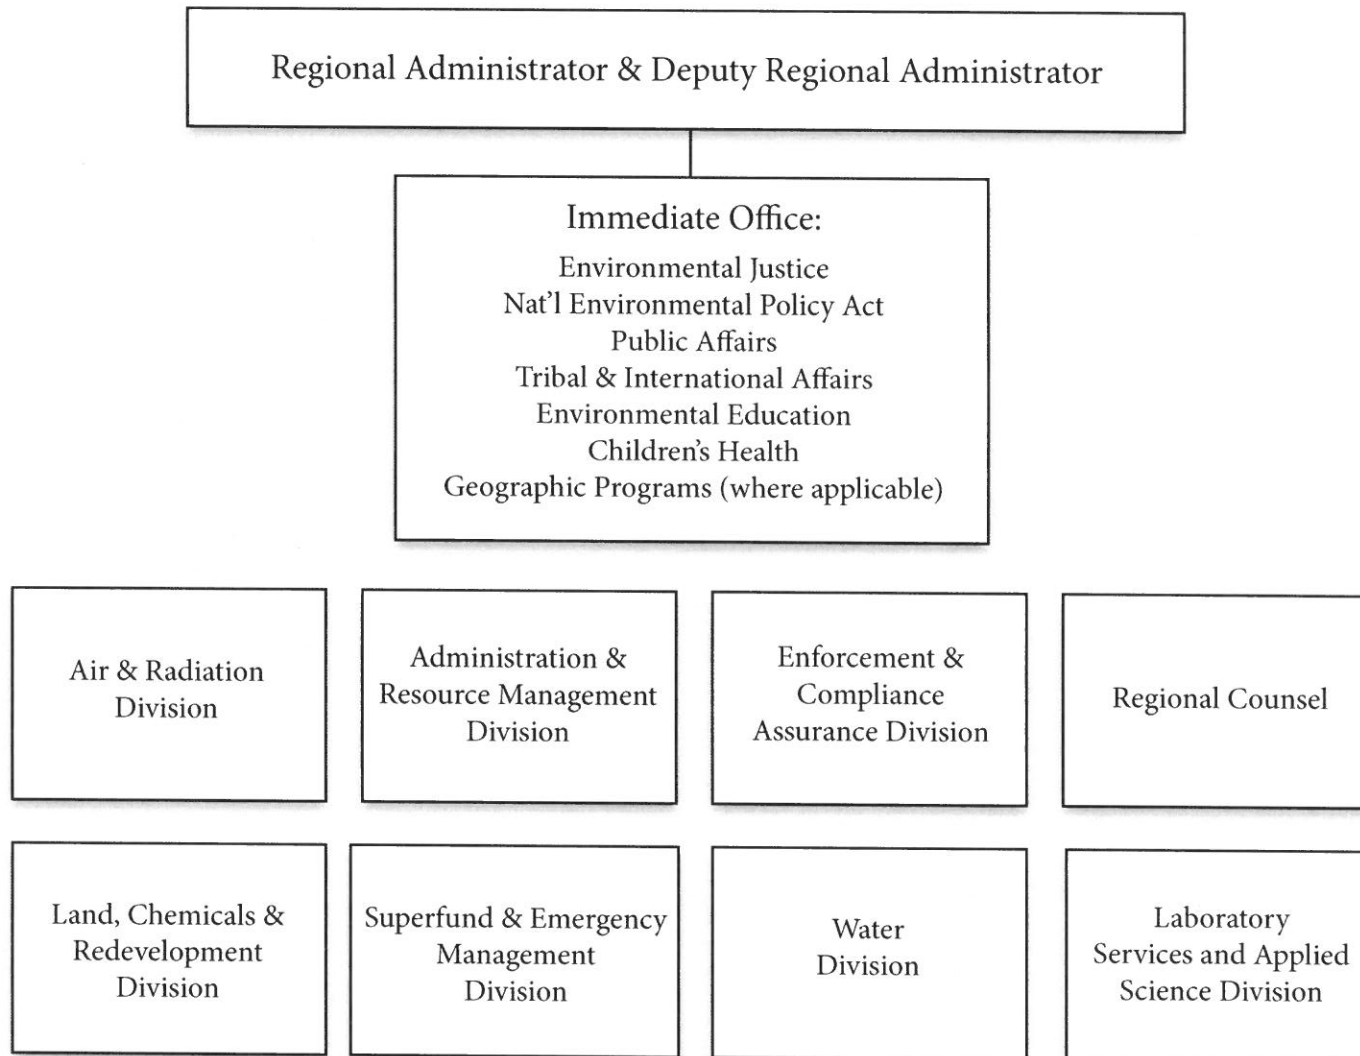 Regional Administrator & Deputy Regional Administrator
Immediate Office:
Environmental Justice
Nat’l Environmental Policy Act
Public Affairs
Tribal & International Affairs
Environmental Education
Children’s Health
Geographic Programs (where applicable)
Air & Radiation
Division
Administration &
Resource Management
Division
Enforcement &
Compliance
Assurance Division
Regional Counsel
Land, Chemicals &
Redevelopment
Division
Superfund & Emergency
Management
Division
Water
Division
Laboratory
Services and Applied
Science Division